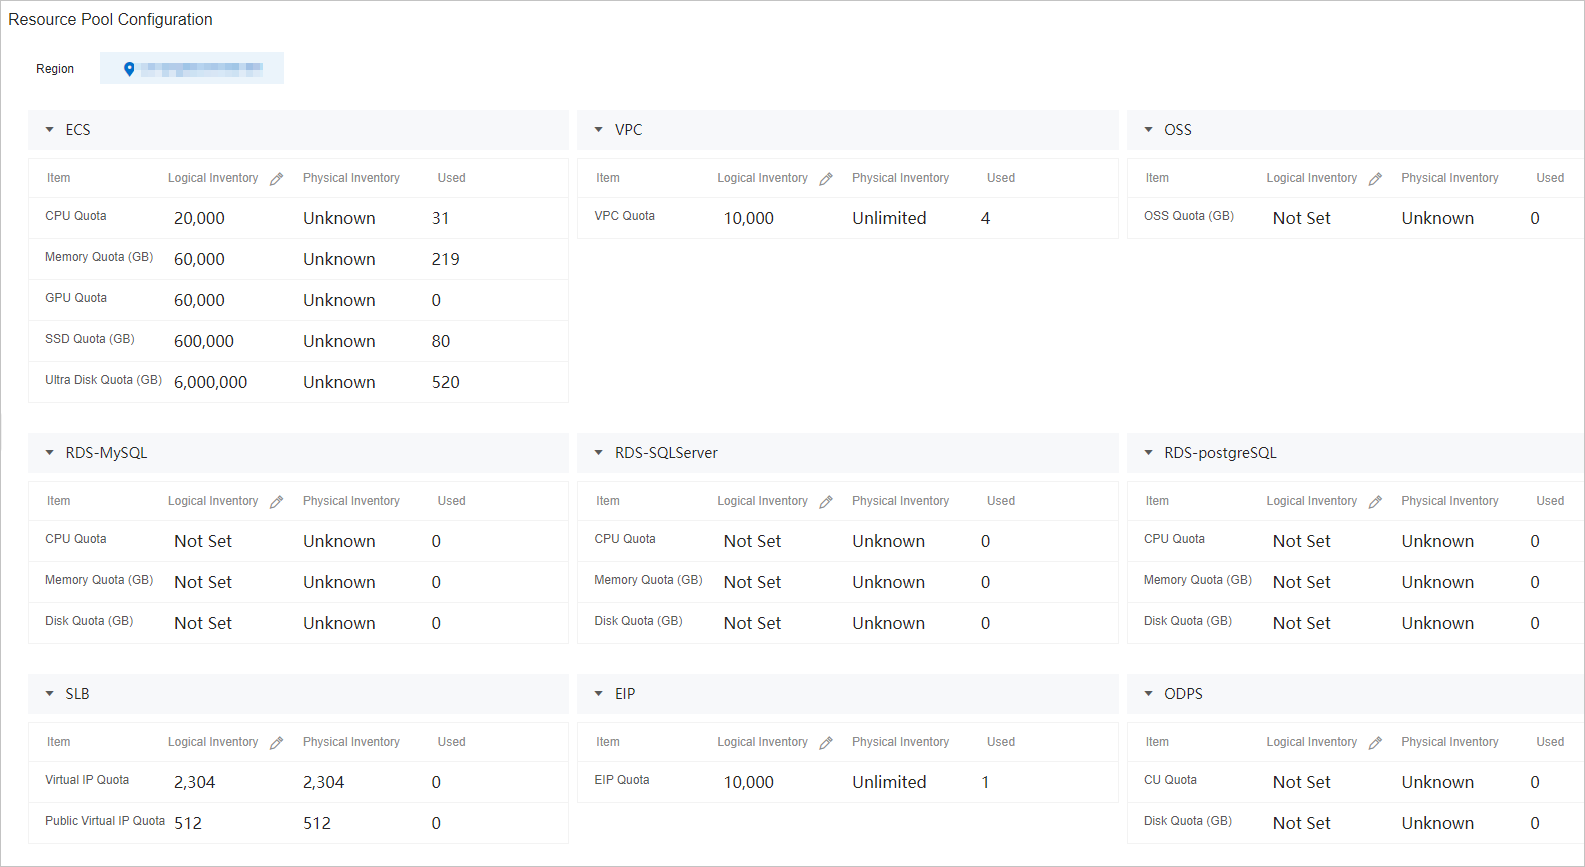 Resource Pool Configuration
Region
ECS
Item Logical Inventory Physical Inventory Used
CPU Quota 20,000 Unknown 31
Memory Quota (GB) 60,000 Unknown 219
GPU Quota 60,000 Unknown 0
SSD Quota (GB) 600,000 Unknown 80
Ultra Disk Quota (GB) 6,000,000 Unknown 520
VPC
Item Logical Inventory Physical Inventory Used
VPC Quota 10,000 Unlimited 4
OSS
Item Logical Inventory Physical Inventory Used
OSS Quota (GB) Not Set Unknown 0
RDS-MySQL
Item Logical Inventory Physical Inventory Used
CPU Quota Not Set Unknown 0
Memory Quota (GB) Not Set Unknown 0
Disk Quota (GB) Not Set Unknown 0
RDS-SQLServer
Item Logical Inventory Physical Inventory Used
CPU Quota Not Set Unknown 0
Memory Quota (GB) Not Set Unknown 0
Disk Quota (GB) Not Set Unknown 0
RDS-postgreSQL
Item Logical Inventory Physical Inventory Used
CPU Quota Not Set Unknown 0
Memory Quota (GB) Not Set Unknown 0
Disk Quota (GB) Not Set Unknown 0
SLB
Item Logical Inventory Physical Inventory Used
Virtual IP Quota 2,304 2,304 0
Public Virtual IP Quota 512 512 0
EIP
Item Logical Inventory Physical Inventory Used
EIP Quota 10,000 Unlimited 1
ODPS
Item Logical Inventory Physical Inventory Used
CU Quota Not Set Unknown 0
Disk Quota (GB) Not Set Unknown 0